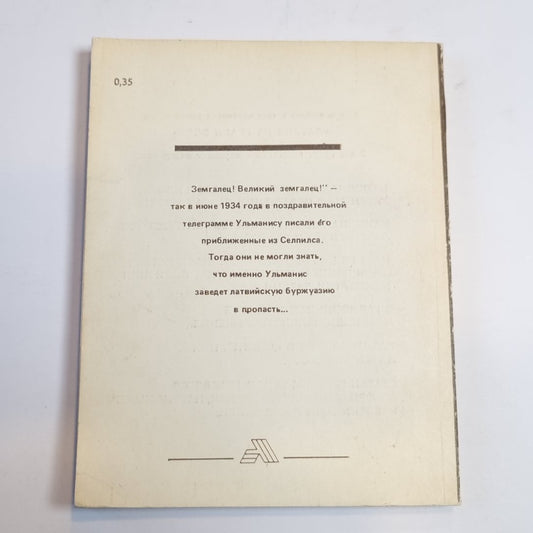 0,35
Земгалец! Великий земгалец!" —
так в июне 1934 года в поздравительной
телеграмме Ульманису писали его
приближенные из Селпилса.
Тогда они не могли знать,
что именно Ульманис
заведет латвийскую буржуазию
в пропасть...